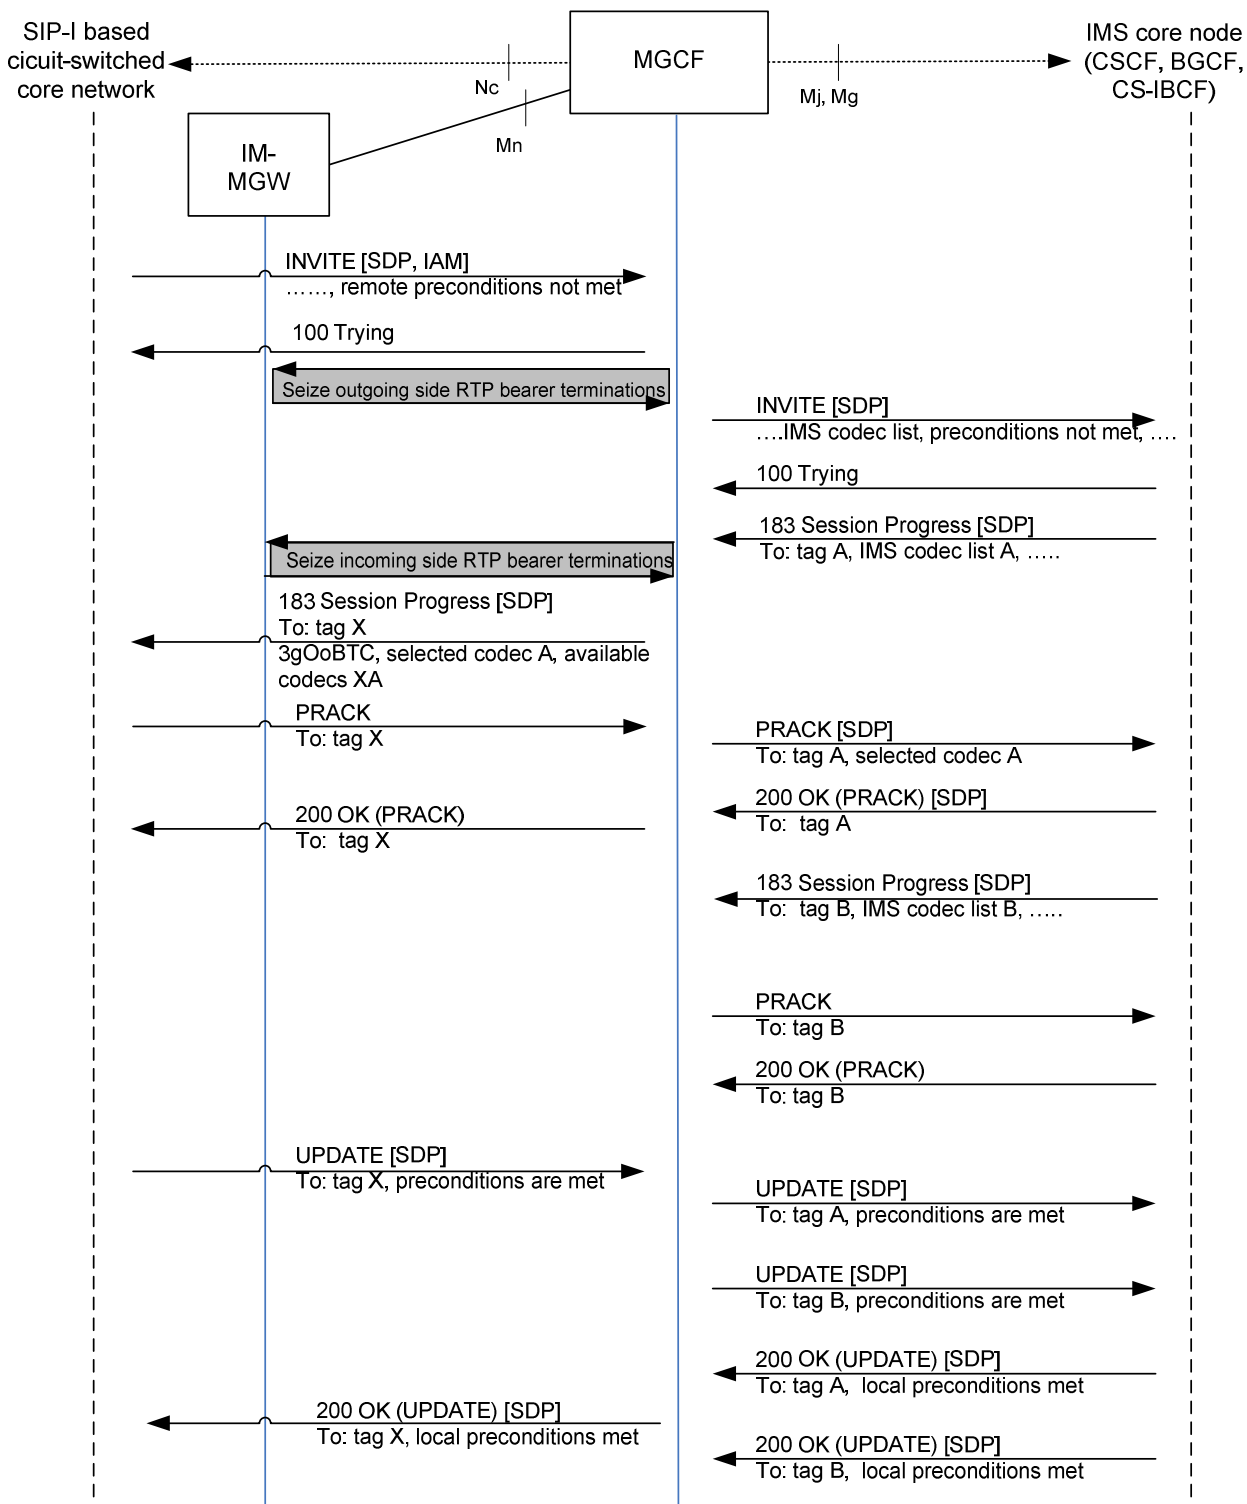 SIP-I based
cicuit-switched
core network
MGCF
IMS core node
(CSCF, BGCF,
CS-IBCF)
Nc
Mj, Mg
Mn
IM-
MGW
INVITE [SDP, IAM]
……, remote preconditions not met
100 Trying
Seize outgoing side RTP bearer terminations
INVITE [SDP]
….IMS codec list, preconditions not met, ….
100 Trying
183 Session Progress [SDP]
To: tag A, IMS codec list A, …..
Seize incoming side RTP bearer terminations
183 Session Progress [SDP]
To: tag X
3gOoBTC, selected codec A, available
codecs XA
PRACK
To: tag X
PRACK [SDP]
To: tag A, selected codec A
200 OK (PRACK) [SDP]
To:  tag A
200 OK (PRACK)
To:  tag X
183 Session Progress [SDP]
To:  tag B, IMS codec list B, …..
PRACK
To: tag B
200 OK (PRACK)
To: tag B
UPDATE [SDP]
To: tag X, preconditions are met
UPDATE [SDP]
To: tag A, preconditions are met
UPDATE [SDP]
To: tag B, preconditions are met
200 OK (UPDATE) [SDP]
To: tag A,  local preconditions met
200 OK (UPDATE) [SDP]
To: tag X, local preconditions met
200 OK (UPDATE) [SDP]
To: tag B,  local preconditions met